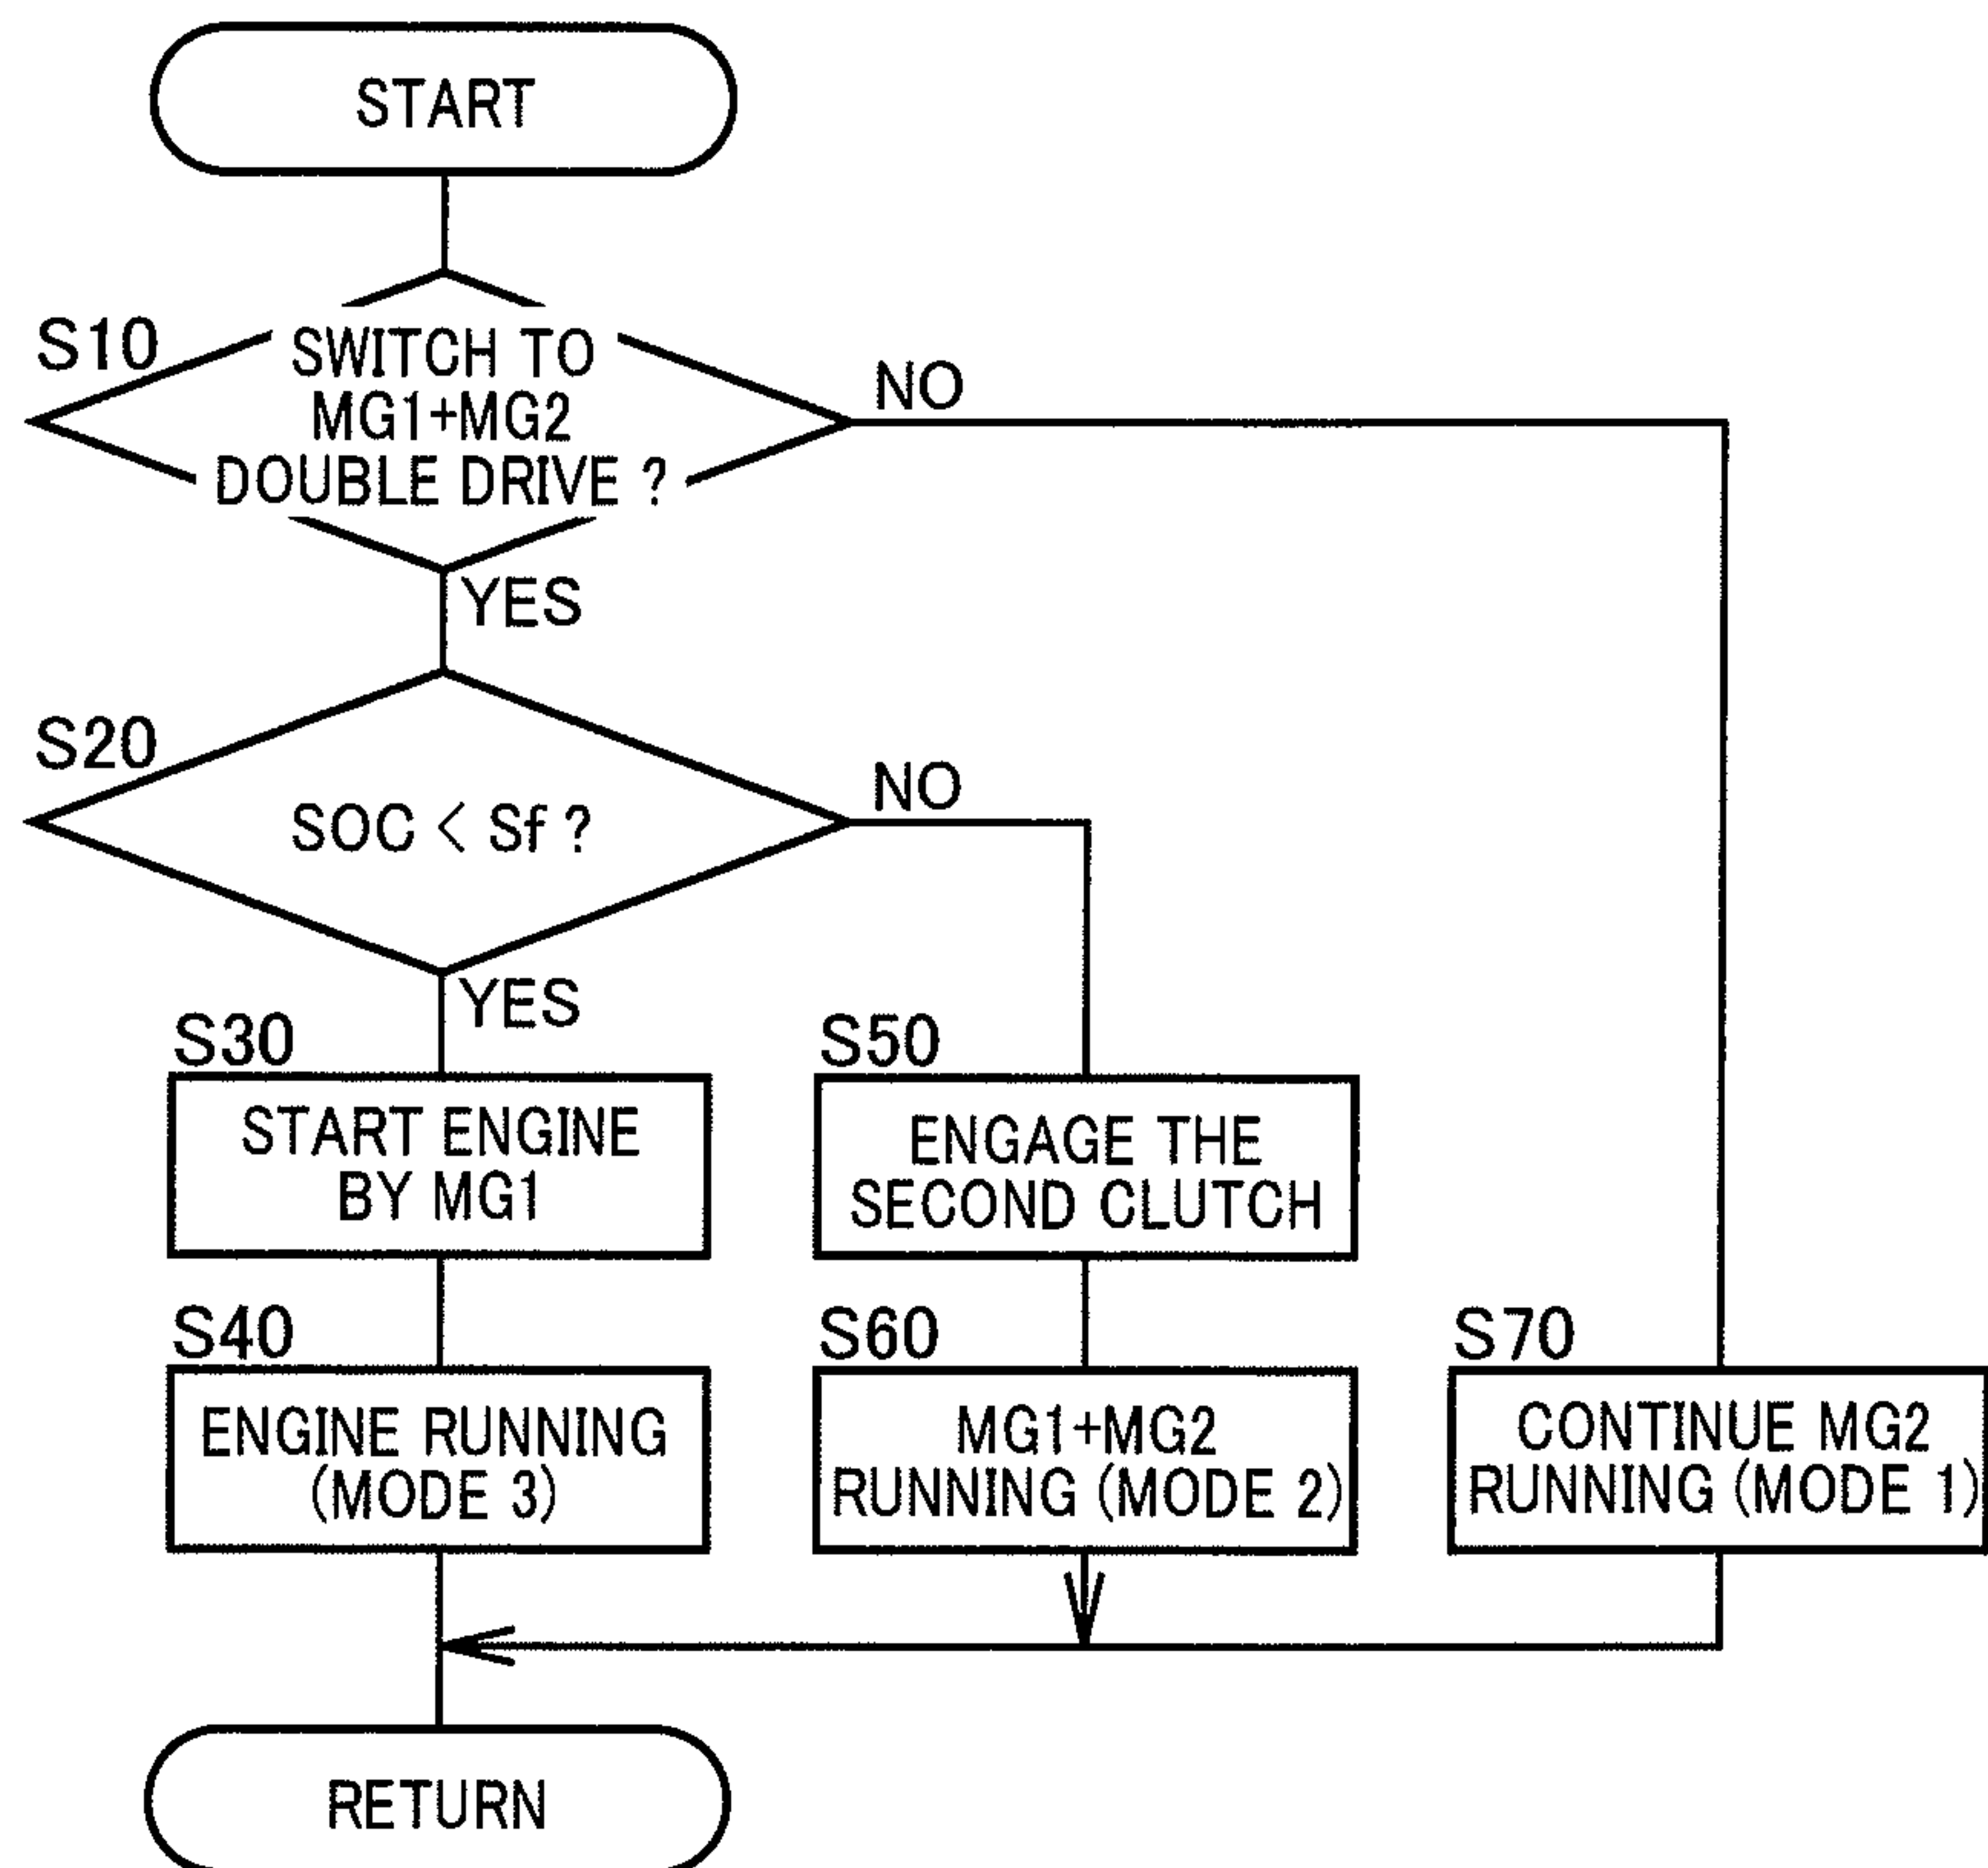 START
S10
SWITCH TO
MG1+MG2
DOUBLE DRIVE ?
NO
YES
S20
SOC < Sf ?
NO
YES
S30
START ENGINE
BY MG1
S50
ENGAGE THE
SECOND CLUTCH
S40
ENGINE RUNNING
(MODE 3)
S60
MG1+MG2
RUNNING (MODE 2)
S70
CONTINUE MG2
RUNNING (MODE 1)
RETURN